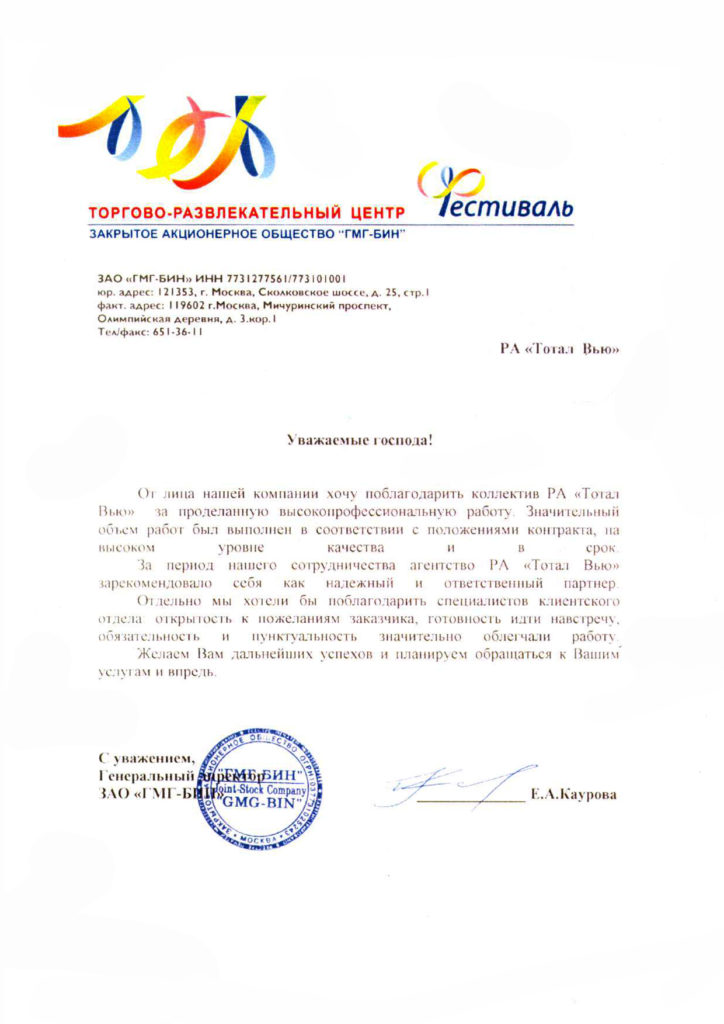 ТОРГОВО-РАЗВЛЕКАТЕЛЬНЫЙ ЦЕНТР Фестиваль
ЗАКРЫТОЕ АКЦИОНЕРНОЕ ОБЩЕСТВО "ГМГ-БИН"
ЗАО «ГМГ-БИН» ИНН 7731277561/773101001
юр. адрес: 121353, г. Москва, Сколковское шоссе, д. 25, стр.1
факт. адрес: 119602 г.Москва, Мичуринский проспект,
Олимпийская деревня, д. 3.кор.1
Тел/факс: 651-36-11
РА «Тотал Вью»
Уважаемые господа!
От лица нашей компании хочу поблагодарить коллектив РА «Тотал
Вью» за проделанную высокопрофессиональную работу. Значительный
объем работ был выполнен в соответствии с положениями контракта, на
высоком уровне качества и в срок.
За период нашего сотрудничества агентство РА «Тотал Вью»
зарекомендовало себя как надежный и ответственный партнер.
Отдельно мы хотели бы поблагодарить специалистов клиентского
отдела открытость к пожеланиям заказчика, готовность идти навстречу,
обязательность и пунктуальность значительно облегчали работу.
Желаем Вам дальнейших успехов и планируем обращаться к Вашим
услугам и впредь.
С уважением,
Генеральный директор
ЗАО «ГМГ-БИН»
Е.А.Каурова
ЗАКРЫТОЕ АКЦИОНЕРНОЕ ОБЩЕСТВО
"ГМГ-БИН"
Joint-Stock Company
"GMG-BIN"
* МОСКВА *